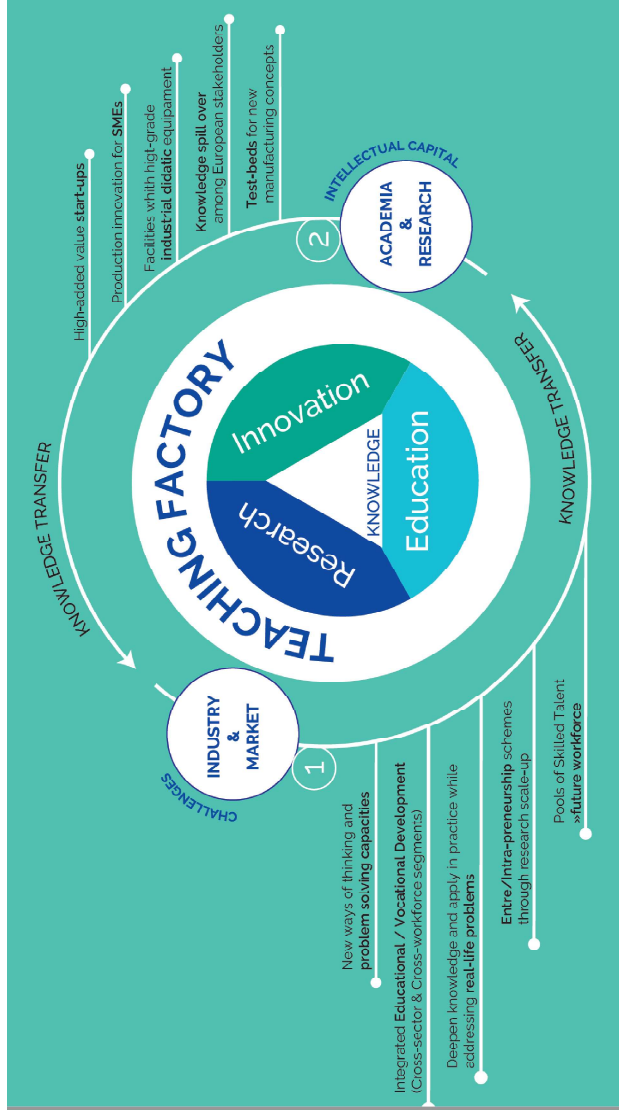 KNOWLEDGE TRANSFER
High-added value start-ups
Production innovation for SMEs
Facilities whith higt-grade
industrial didatic equipament
Knowledge spill over
among European stakeholders
Test-beds for new
manufacturing concepts
CHALLENGES
INDUSTRY
&
MARKET
1
TEACHING FACTORY
Research
Innovation
KNOWLEDGE
Education
2
INTELLECTUAL CAPITAL
ACADEMIA
&
RESEARCH
New ways of thinking and
problem solving capacities
Integrated Educational / Vocational Development
(Cross-sector & Cross-workforce segments)
Deepen knowledge and apply in practice while
addressing real-life problems
Entre/Intra-preneurship schemes
through research scale-up
Pools of Skilled Talent
»future workforce
KNOWLEDGE TRANSFER